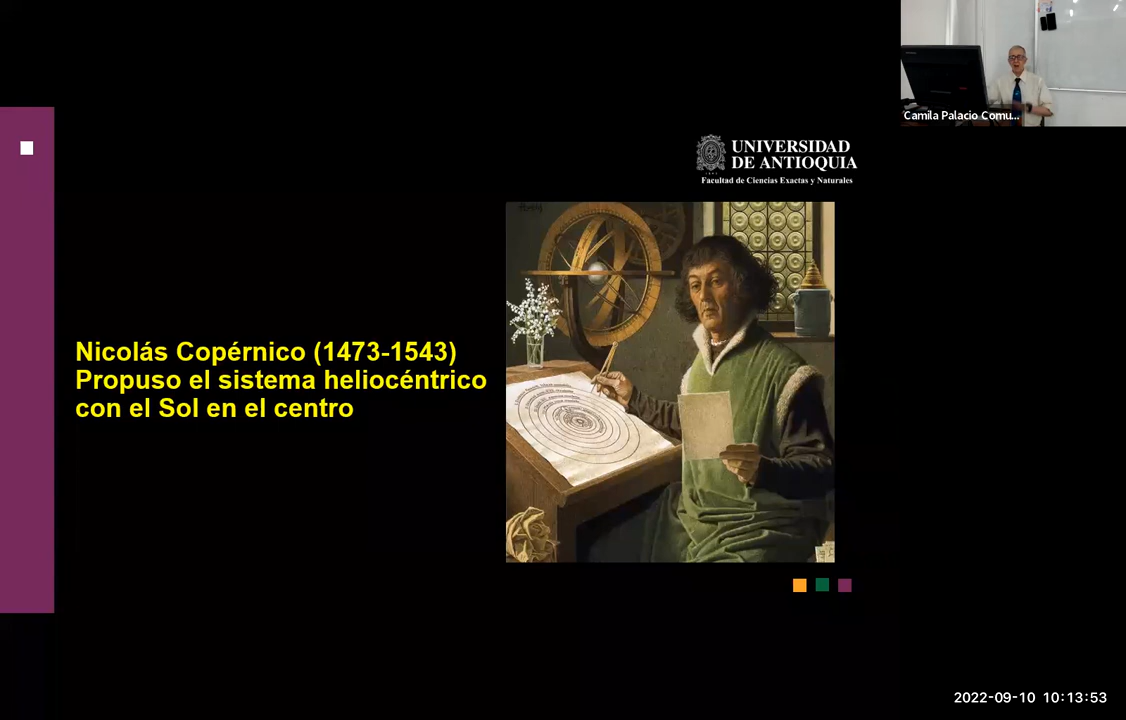 Camila Palacio Comu...
UNIVERSIDAD
DE ANTIOQUIA
Facultad de Ciencias Exactas y Naturales
Nicolás Copérnico (1473-1543)
Propuso el sistema heliocéntrico
con el Sol en el centro
2022-09-10 10:13:53